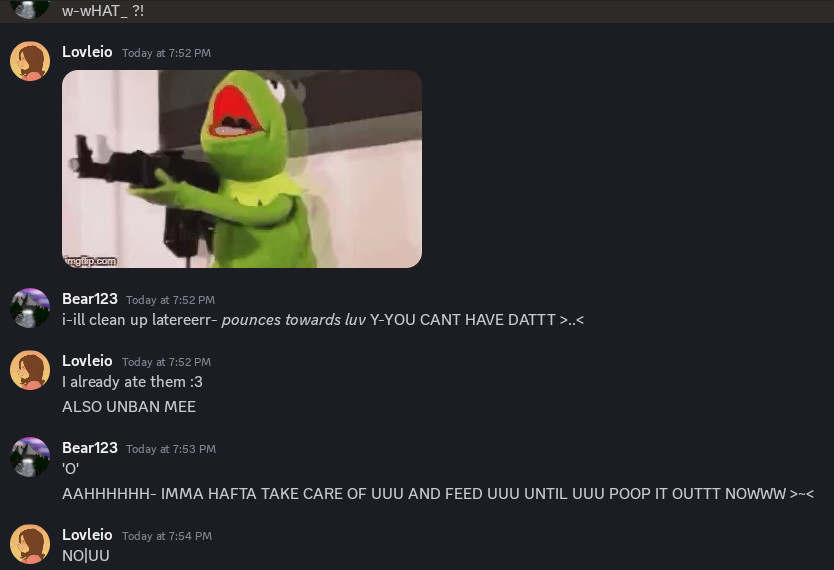 w-wHAT_ ?!
Lovleio Today at 7:52 PM
imgflip.com
Bear123 Today at 7:52 PM
i-ill clean up latereerr- pounces towards luv Y-YOU CANT HAVE DATTT >..<
Lovleio Today at 7:52 PM
I already ate them :3
ALSO UNBAN MEE
Bear123 Today at 7:53 PM
'O'
AAHHHHHH- IMMA HAFTA TAKE CARE OF UUU AND FEED UUU UNTIL UUU POOP IT OUTTT NOWWW >~<
Lovleio Today at 7:54 PM
NO|UU